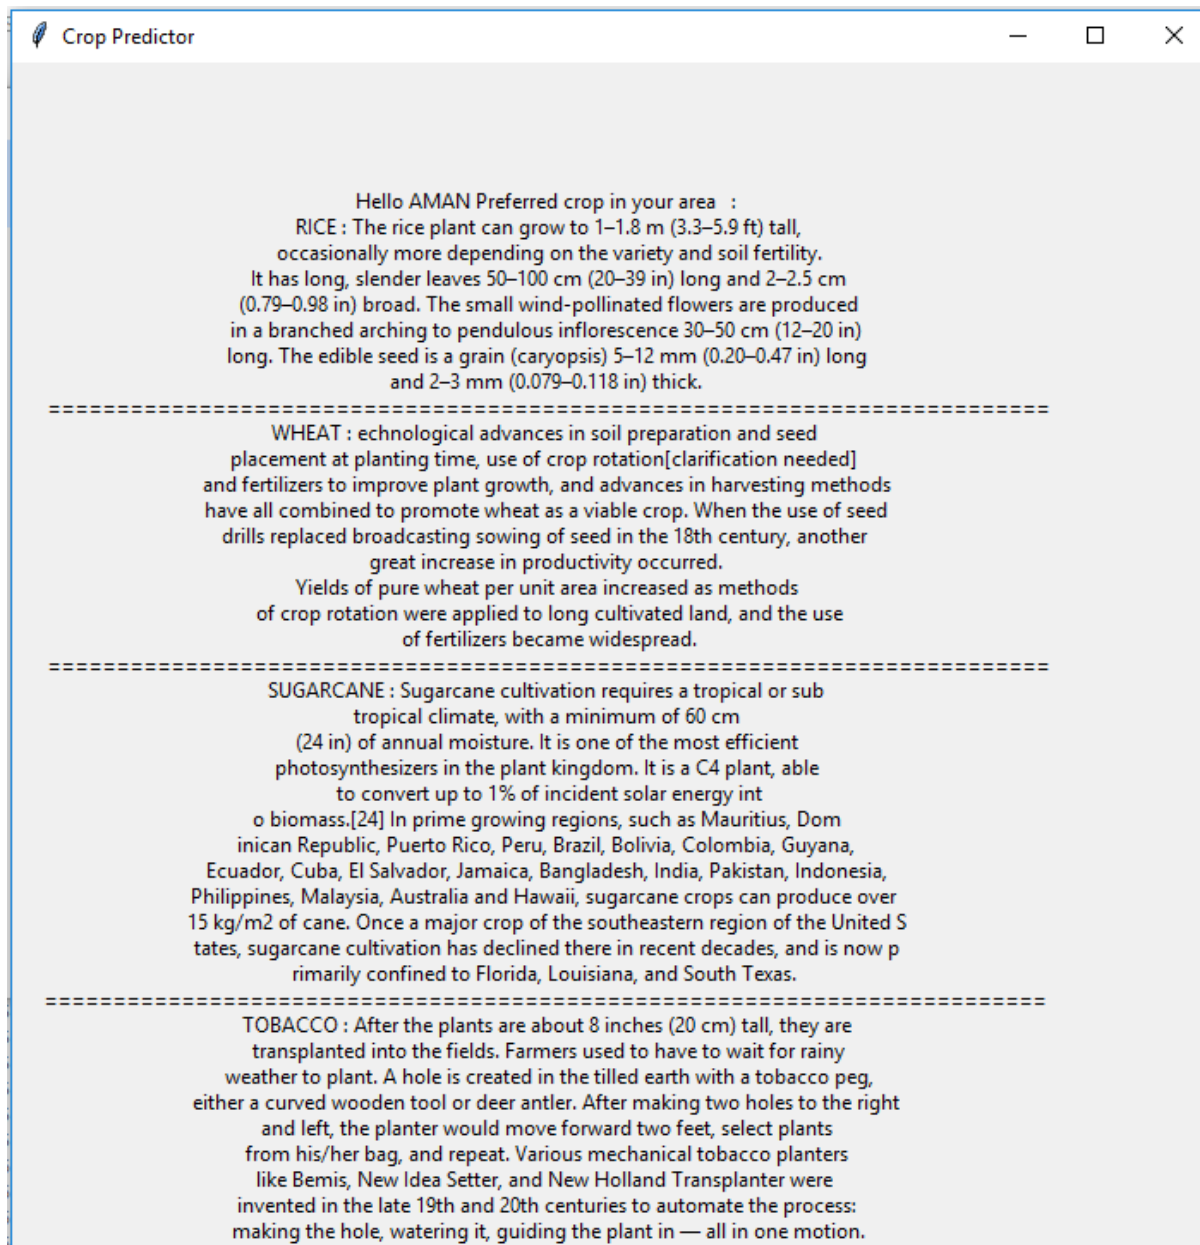 Crop Predictor
Hello AMAN Preferred crop in your area :
RICE : The rice plant can grow to 1–1.8 m (3.3–5.9 ft) tall,
occasionally more depending on the variety and soil fertility.
It has long, slender leaves 50–100 cm (20–39 in) long and 2–2.5 cm
(0.79–0.98 in) broad. The small wind-pollinated flowers are produced
in a branched arching to pendulous inflorescence 30–50 cm (12–20 in)
long. The edible seed is a grain (caryopsis) 5–12 mm (0.20–0.47 in) long
and 2–3 mm (0.079–0.118 in) thick.
=========================================================================
WHEAT : echnological advances in soil preparation and seed
placement at planting time, use of crop rotation[clarification needed]
and fertilizers to improve plant growth, and advances in harvesting methods
have all combined to promote wheat as a viable crop. When the use of seed
drills replaced broadcasting sowing of seed in the 18th century, another
great increase in productivity occurred.
Yields of pure wheat per unit area increased as methods
of crop rotation were applied to long cultivated land, and the use
of fertilizers became widespread.
=========================================================================
SUGARCANE : Sugarcane cultivation requires a tropical or sub
tropical climate, with a minimum of 60 cm
(24 in) of annual moisture. It is one of the most efficient
photosynthesizers in the plant kingdom. It is a C4 plant, able
to convert up to 1% of incident solar energy int
o biomass.[24] In prime growing regions, such as Mauritius, Dom
inican Republic, Puerto Rico, Peru, Brazil, Bolivia, Colombia, Guyana,
Ecuador, Cuba, El Salvador, Jamaica, Bangladesh, India, Pakistan, Indonesia,
Philippines, Malaysia, Australia and Hawaii, sugarcane crops can produce over
15 kg/m2 of cane. Once a major crop of the southeastern region of the United S
tates, sugarcane cultivation has declined there in recent decades, and is now p
rimarily confined to Florida, Louisiana, and South Texas.
=========================================================================
TOBACCO : After the plants are about 8 inches (20 cm) tall, they are
transplanted into the fields. Farmers used to have to wait for rainy
weather to plant. A hole is created in the tilled earth with a tobacco peg,
either a curved wooden tool or deer antler. After making two holes to the right
and left, the planter would move forward two feet, select plants
from his/her bag, and repeat. Various mechanical tobacco planters
like Bemis, New Idea Setter, and New Holland Transplanter were
invented in the late 19th and 20th centuries to automate the process:
making the hole, watering it, guiding the plant in — all in one motion.